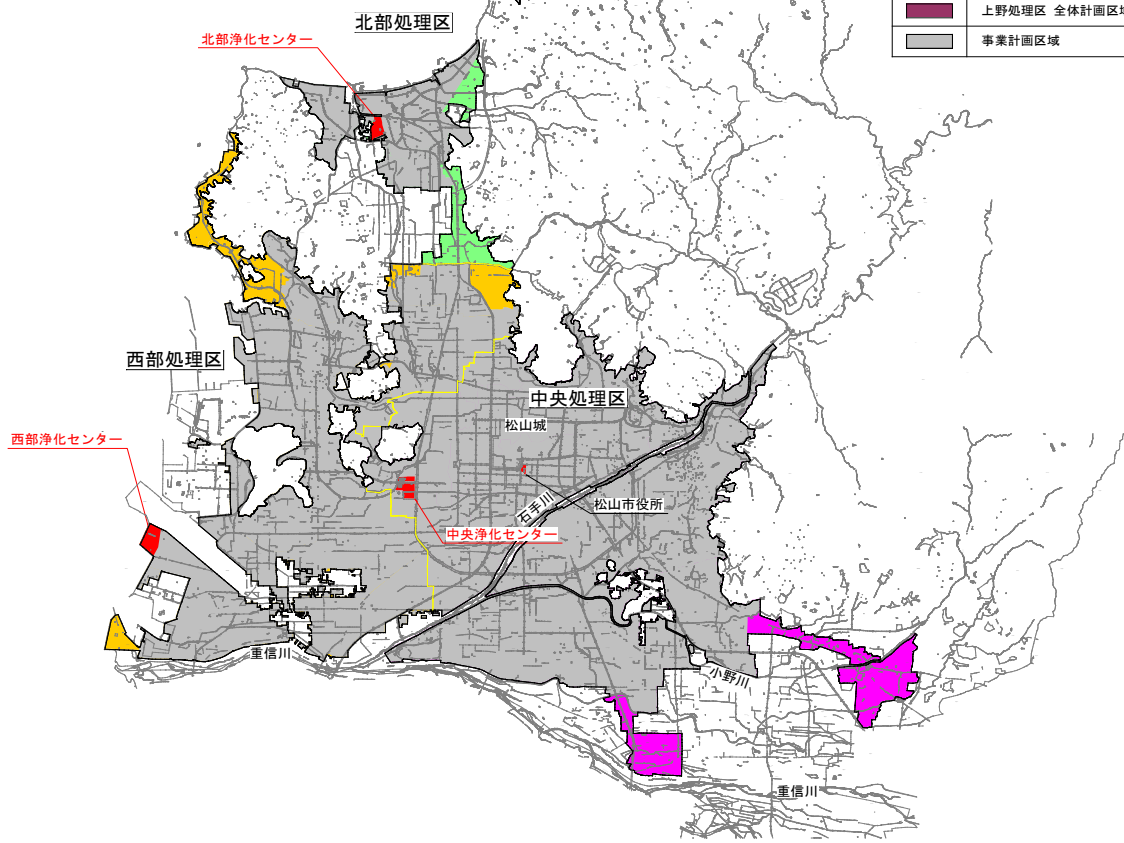 北部処理区
上野処理区 全体計画区域
北部浄化センター
事業計画区域
西部処理区
中央処理区
松山城
西部浄化センター
石手川
松山市役所
中央浄化センター
重信川
小野川
重信川